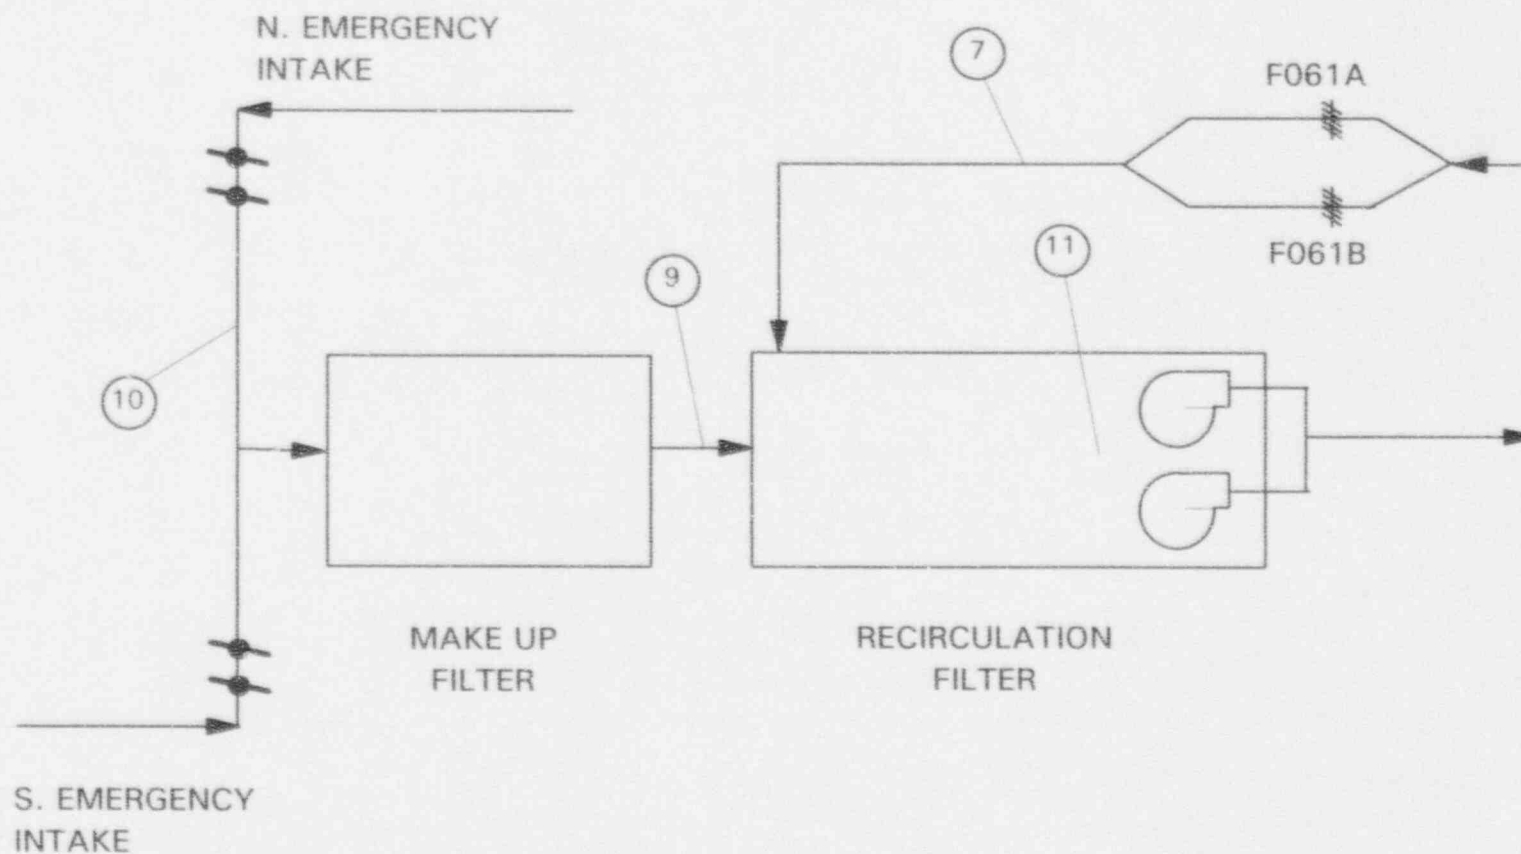 N. EMERGENCY
INTAKE
7
F061A
F061B
11
9
10
MAKE UP
FILTER
RECIRCULATION
FILTER
S. EMERGENCY
INTAKE